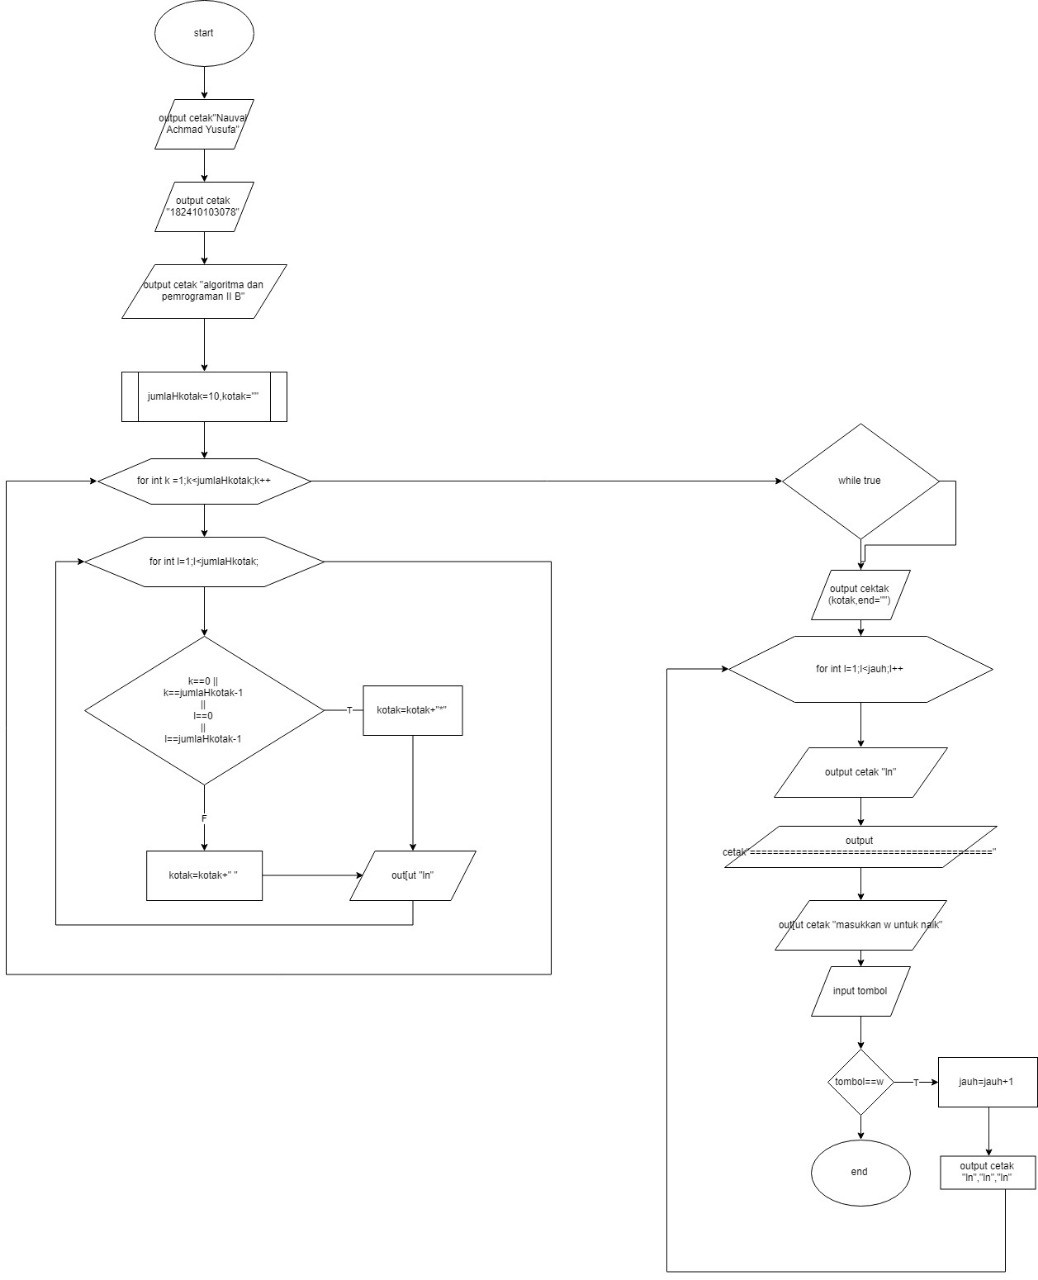 start
output cetak"Nauval
Achmad Yusufa"
output cetak
"182410103078"
output cetak "algoritma dan
pemrograman II B"
jumlaHkotak=10,kotak=""
for int k =1;k<jumlaHkotak;k++
for int l=1;l<jumlaHkotak;
k==0 ||
k==jumlaHkotak-1
||
l==0
||
l==jumlaHkotak-1
T
kotak=kotak+"*"
F
kotak=kotak+" "
out[ut "ln"
while true
output cektak
(kotak,end="")
for int l=1;l<jauh;l++
output cetak "ln"
output
cetak"=========================================="
out[ut cetak "masukkan w untuk naik"
input tombol
tombol==w
T
jauh=jauh+1
output cetak
"ln","ln","ln"
end